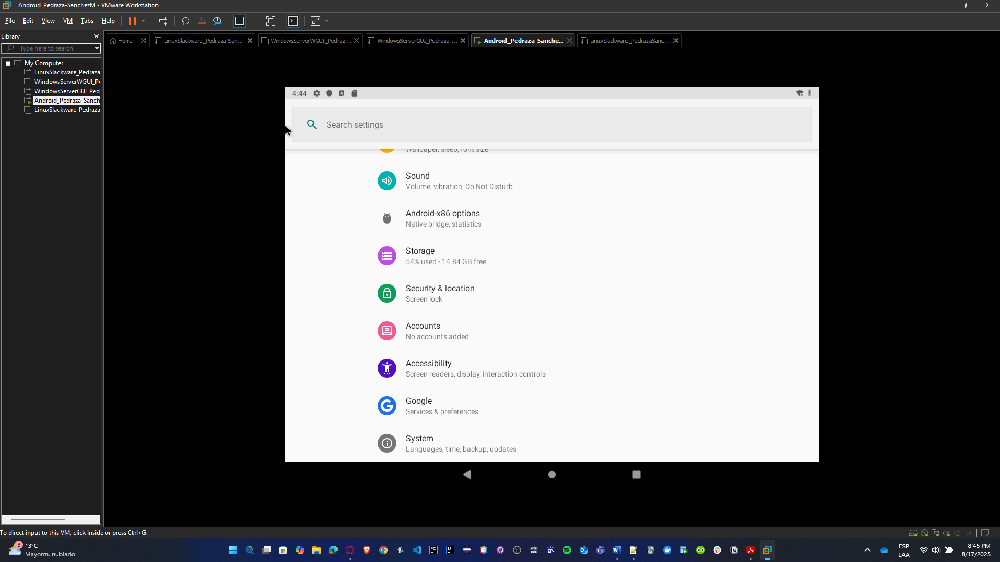 Android_Pedraza-SanchezM - VMware Workstation
File Edit View VM Tabs Help
Library
Type here to search
My Computer
LinuxSlackware_Pedraza
WindowsServerWGUI_Pe
WindowsServerGUI_Ped
Android_Pedraza-Sanch
LinuxSlackware_Pedraza
Home
LinuxSlackware_Pedraza-San...
WindowsServerWGUI_Pedraz...
WindowsServerGUI_Pedraza-...
Android_Pedraza-Sanche...
LinuxSlackware_PedrazaSanc...
4:44
Search settings
Wallpaper, sleep, font size
Sound
Volume, vibration, Do Not Disturb
Android-x86 options
Native bridge, statistics
Storage
54% used - 14.84 GB free
Security & location
Screen lock
Accounts
No accounts added
Accessibility
Screen readers, display, interaction controls
Google
Services & preferences
System
Languages, time, backup, updates
To direct input to this VM, click inside or press Ctrl+G.
3
13°C
Mayorm. nublado
ESP
LAA
8:45 PM
8/17/2025